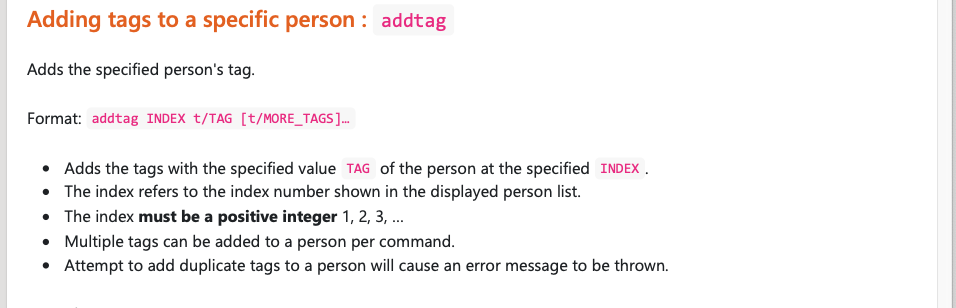 Adding tags to a specific person : addtag
Adds the specified person's tag.
Format: addtag INDEX t/TAG [t/MORE_TAGS]…
• Adds the tags with the specified value TAG of the person at the specified INDEX .
• The index refers to the index number shown in the displayed person list.
• The index must be a positive integer 1, 2, 3, …
• Multiple tags can be added to a person per command.
• Attempt to add duplicate tags to a person will cause an error message to be thrown.